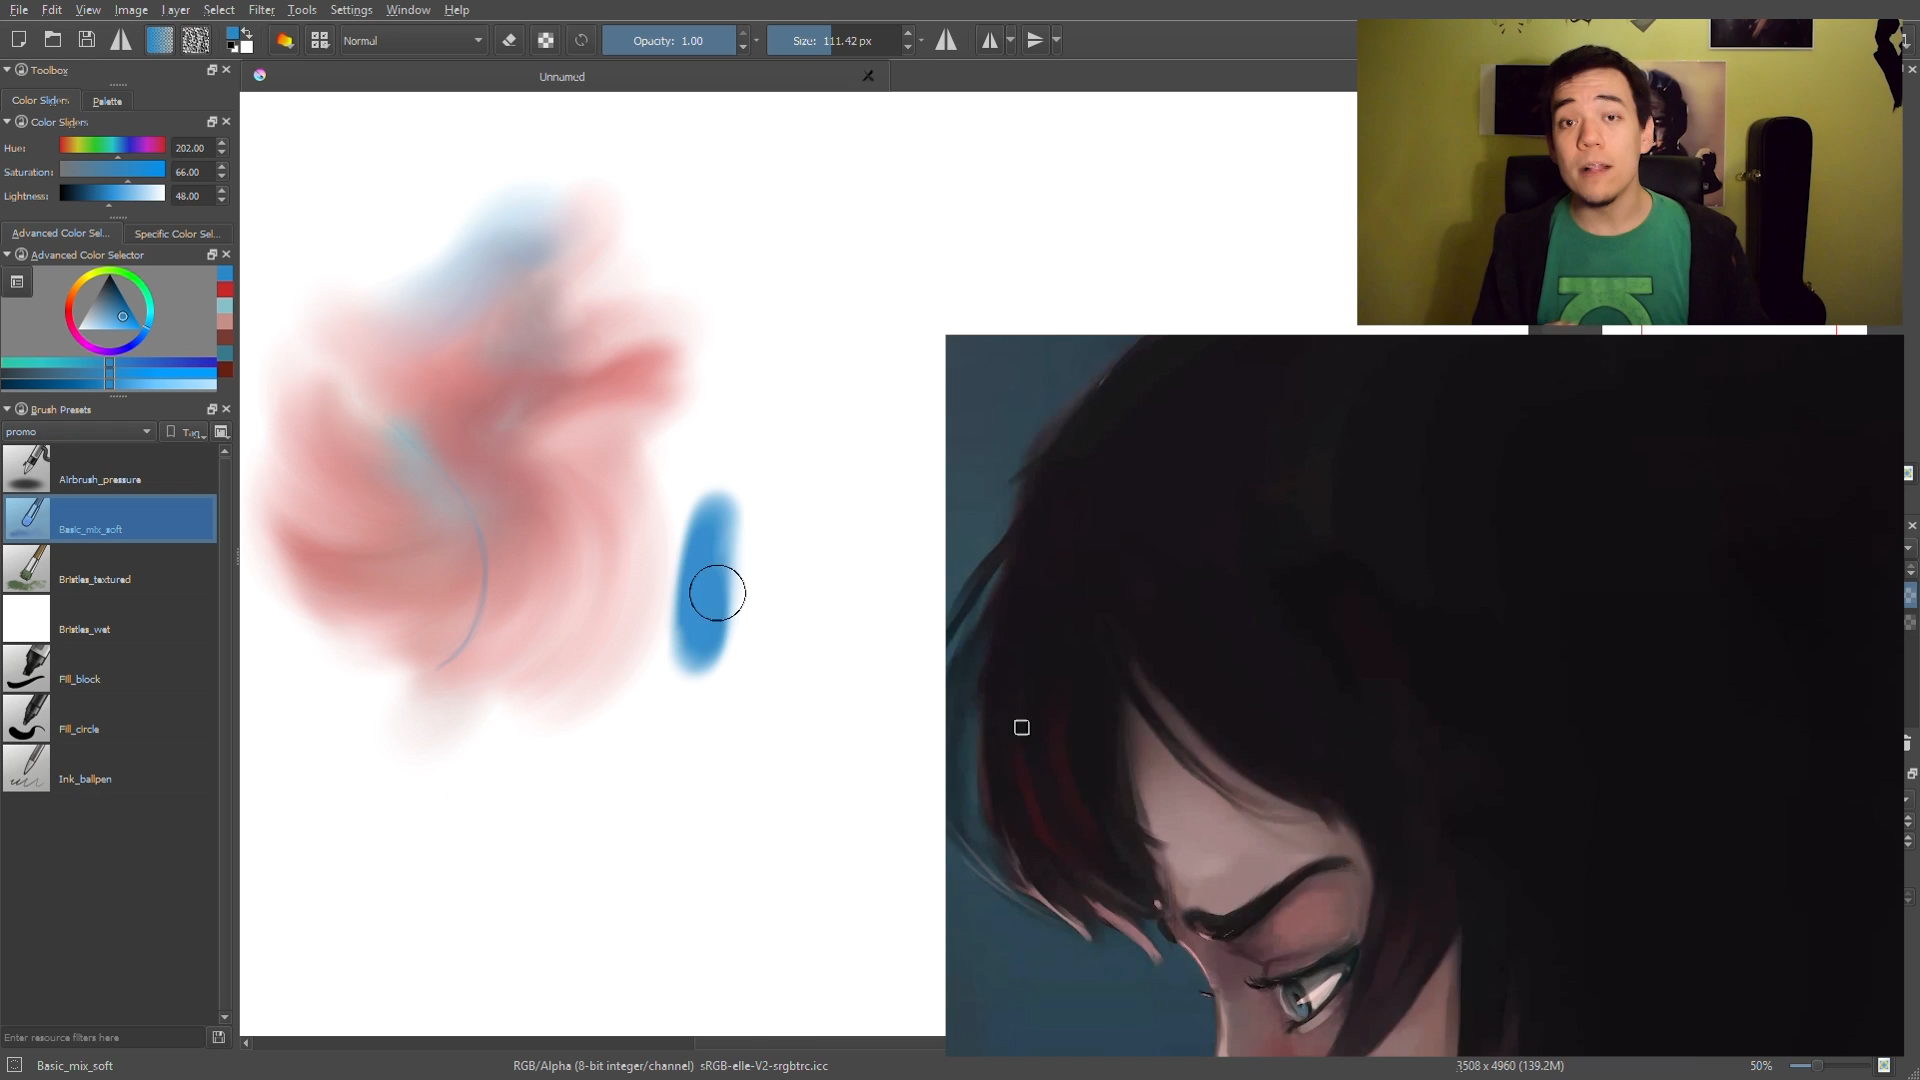 File Edit View Image Layer Select Filter Tools Settings Window Help
Normal Opacity: 1.00 Size: 111.42 px
Toolbox
Unnamed
Color Sliders Palette
Color Sliders
Hue: 202.00
Saturation: 66.00
Lightness: 48.00
Advanced Color Sel... Specific Color Sel...
Advanced Color Selector
Brush Presets
promo Tag
Airbrush_pressure
Basic_mix_soft
Bristles_textured
Bristles_wet
Fill_block
Fill_circle
Ink_ballpen
Enter resource filters here
Basic_mix_soft RGB/Alpha (8-bit integer/channel) sRGB-elle-V2-srgbtrc.icc 3508 x 4960 (139.2M) 50%